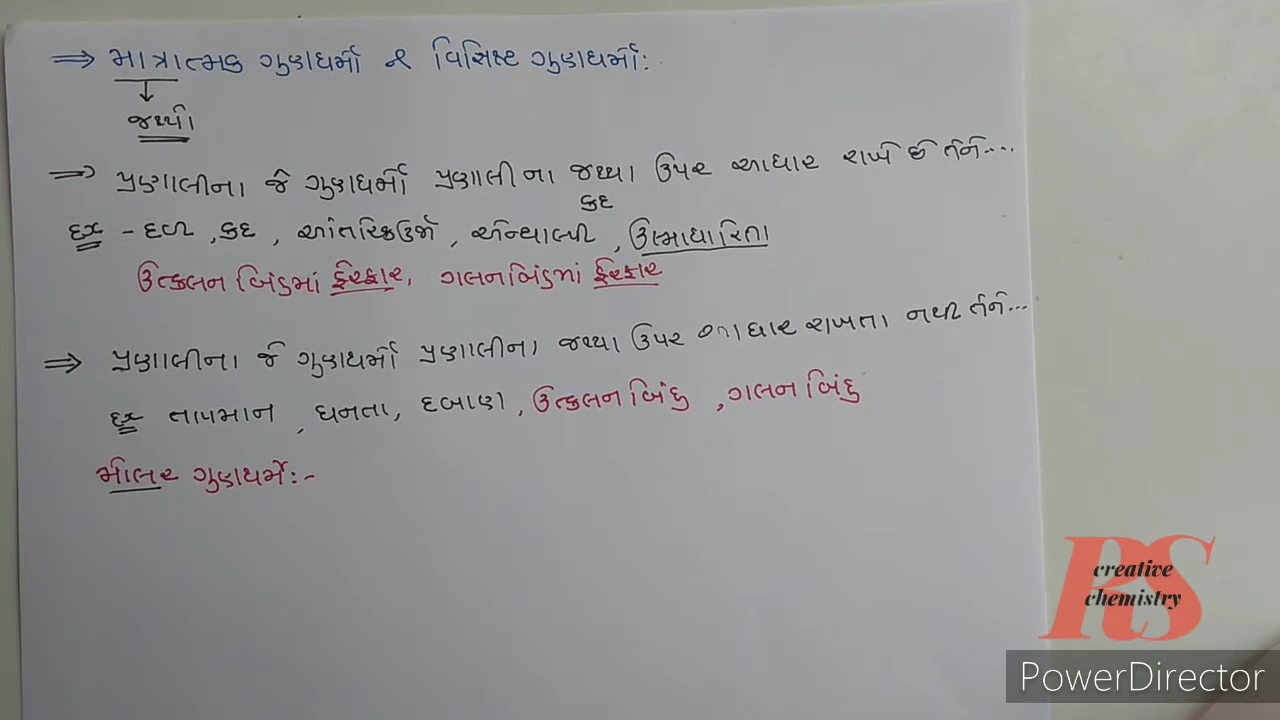 ⇒ માત્રાત્મક ગુણધર્મો અને વિશિષ્ટ ગુણધર્મો:
જથ્થો
⇒ પ્રણાલીના જે ગુણધર્મો પ્રણાલીના જથ્થા ઉપર આધાર રાખે છે તેને....
કદ
દા.ત. - દળ, કદ, આંતરિકઊર્જા, એન્થાલ્પી, ઉષ્માધારિતા
ઉત્કલન બિંદુમાં ફેરફાર, ગલનબિંદુમાં ફેરફાર
⇒ પ્રણાલીના જે ગુણધર્મો પ્રણાલીના જથ્થા ઉપર આધાર રાખતા નથી તેને...
તાપમાન, ઘનતા, દબાણ, ઉત્કલનબિંદુ, ગલનબિંદુ
મોલર ગુણધર્મ:-
RS
creative
chemistry
PowerDirector